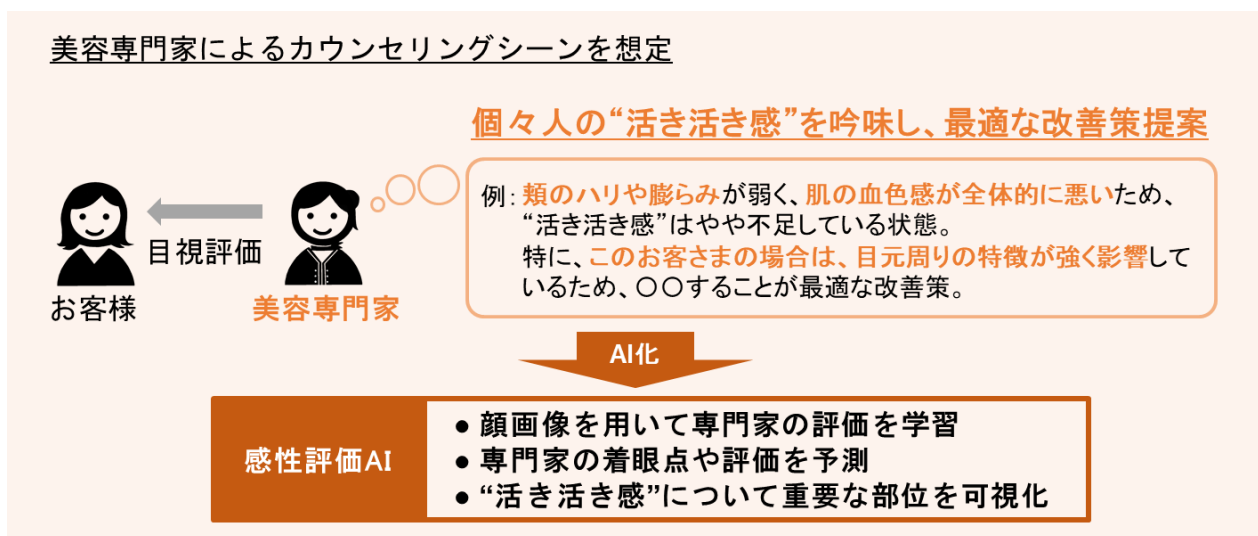 美容専門家によるカウンセリングシーンを想定
個々人の“活き活き感”を吟味し、最適な改善策提案
例：頬のハリや膨らみが弱く、肌の血色感が全体的に悪いため、
“活き活き感”はやや不足している状態。
特に、このお客さまの場合は、目元周りの特徴が強く影響して
いるため、〇〇することが最適な改善策。
目視評価
お客様
美容専門家
AI化
感性評価AI
● 顔画像を用いて専門家の評価を学習
● 専門家の着眼点や評価を予測
● “活き活き感”について重要な部位を可視化